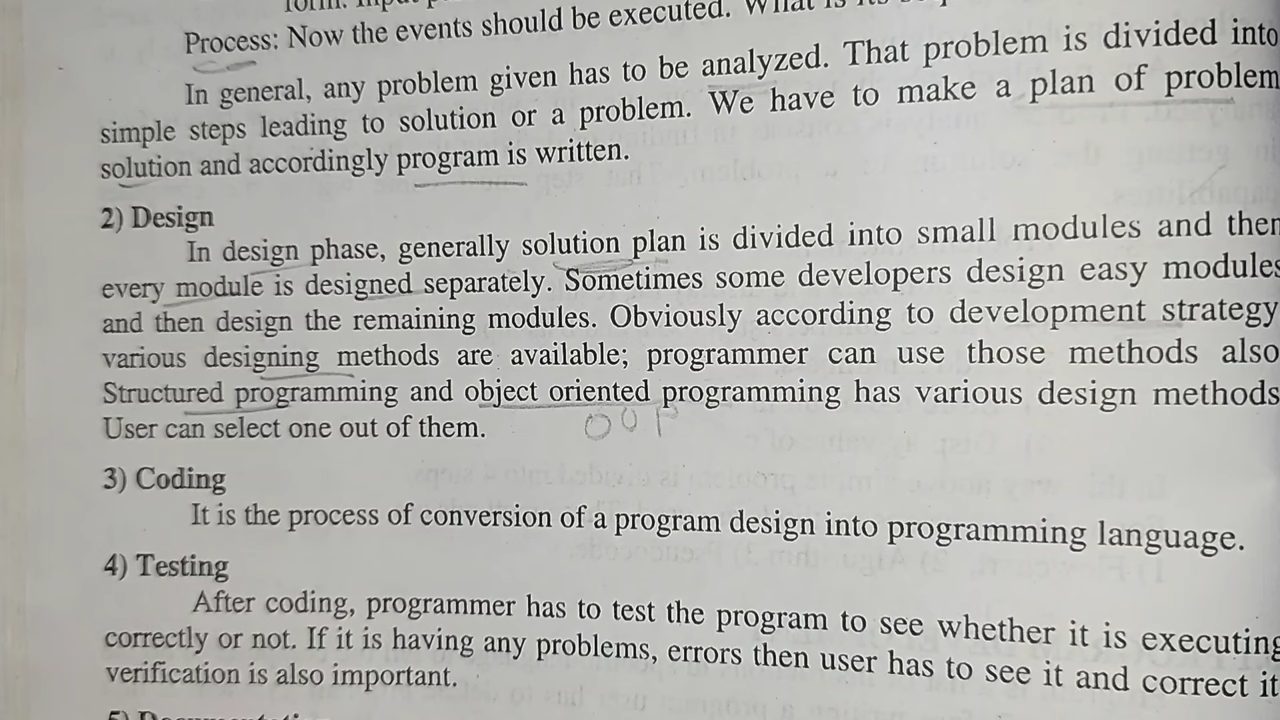 form. Input
Process: Now the events should be executed. What is its
In general, any problem given has to be analyzed. That problem is divided into
simple steps leading to solution or a problem. We have to make a plan of problem
solution and accordingly program is written.
2) Design
In design phase, generally solution plan is divided into small modules and then
every module is designed separately. Sometimes some developers design easy modules
and then design the remaining modules. Obviously according to development strategy
various designing methods are available; programmer can use those methods also
Structured programming and object oriented programming has various design methods
User can select one out of them.
OOP
3) Coding
It is the process of conversion of a program design into programming language.
4) Testing
After coding, programmer has to test the program to see whether it is executing
correctly or not. If it is having any problems, errors then user has to see it and correct it
verification is also important.